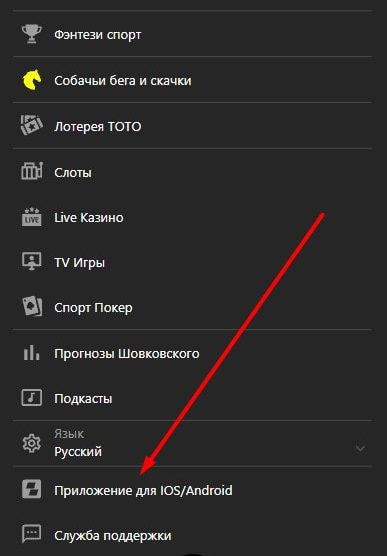 Фэнтези спорт
Собачьи бега и скачки
Лотерея ТОТО
Слоты
LIVE
Live Казино
TV Игры
Спорт Покер
Прогнозы Шовковского
Подкасты
Язык
Русский
Приложение для IOS/Android
Служба поддержки